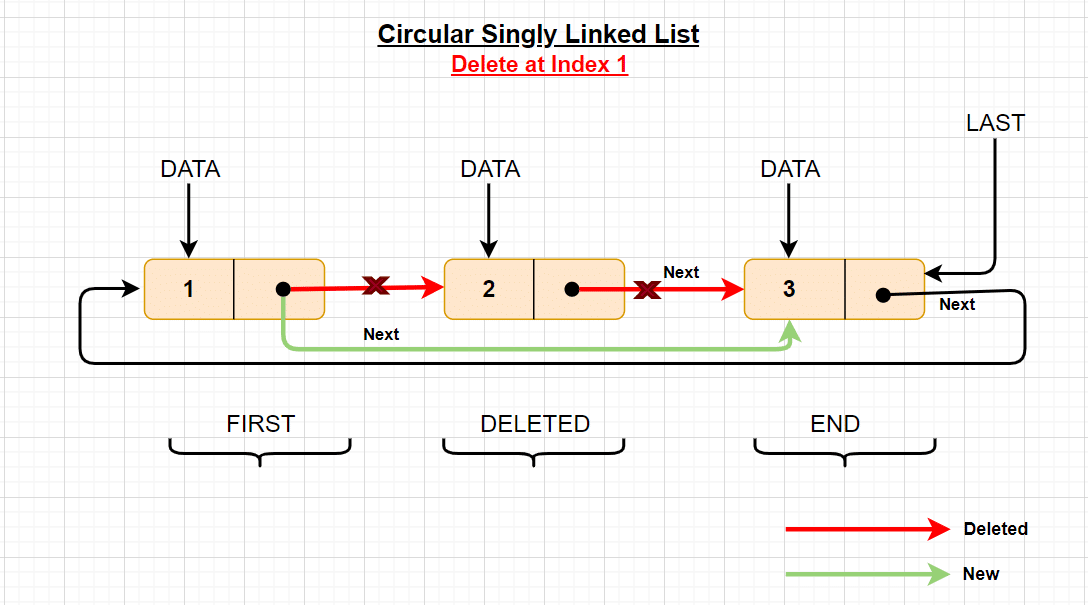 Circular Singly Linked List
Delete at Index 1
LAST
DATA
DATA
DATA
1
2
Next
3
Next
Next
FIRST
DELETED
END
Deleted
New